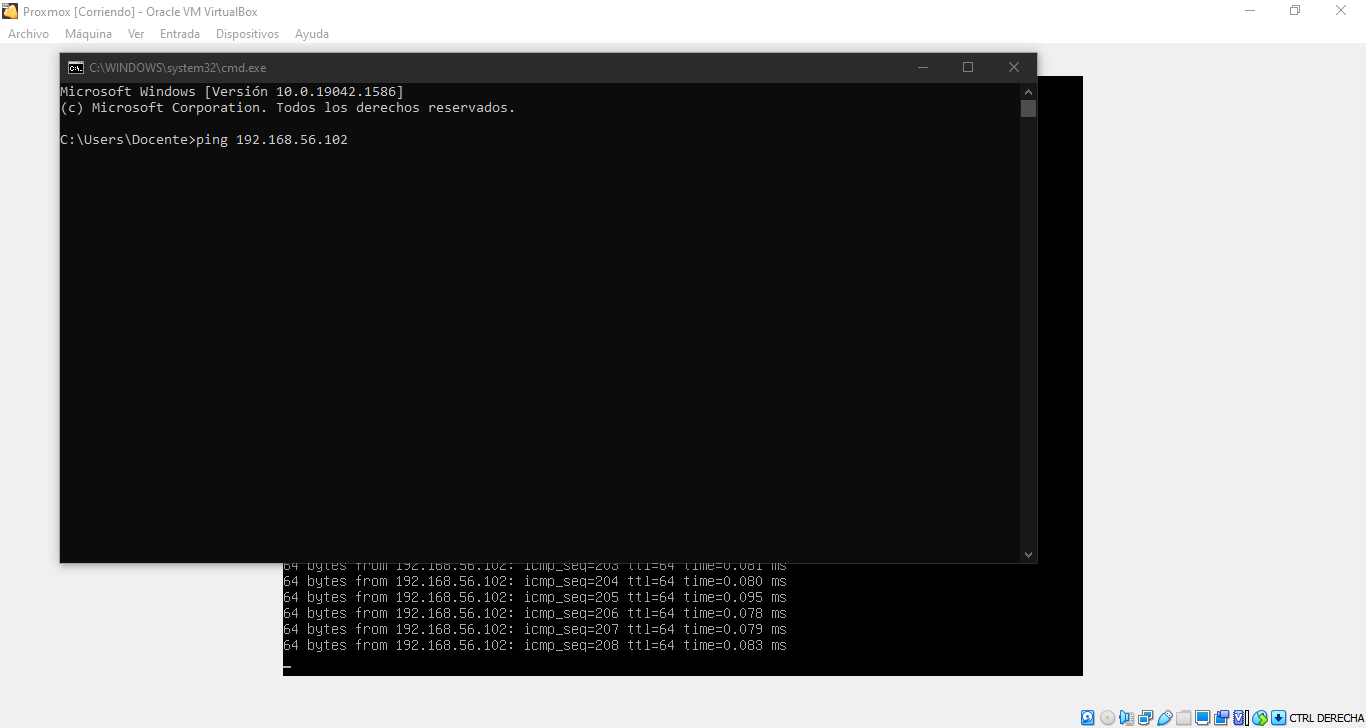 Proxmox [Corriendo] - Oracle VM VirtualBox
Archivo Máquina Ver Entrada Dispositivos Ayuda
C:\WINDOWS\system32\cmd.exe
Microsoft Windows [Versión 10.0.19042.1586]
(c) Microsoft Corporation. Todos los derechos reservados.
C:\Users\Docente>ping 192.168.56.102
64 bytes from 192.168.56.102: icmp_seq=203 ttl=64 time=0.081 ms
64 bytes from 192.168.56.102: icmp_seq=204 ttl=64 time=0.080 ms
64 bytes from 192.168.56.102: icmp_seq=205 ttl=64 time=0.095 ms
64 bytes from 192.168.56.102: icmp_seq=206 ttl=64 time=0.078 ms
64 bytes from 192.168.56.102: icmp_seq=207 ttl=64 time=0.079 ms
64 bytes from 192.168.56.102: icmp_seq=208 ttl=64 time=0.083 ms
CTRL DERECHA